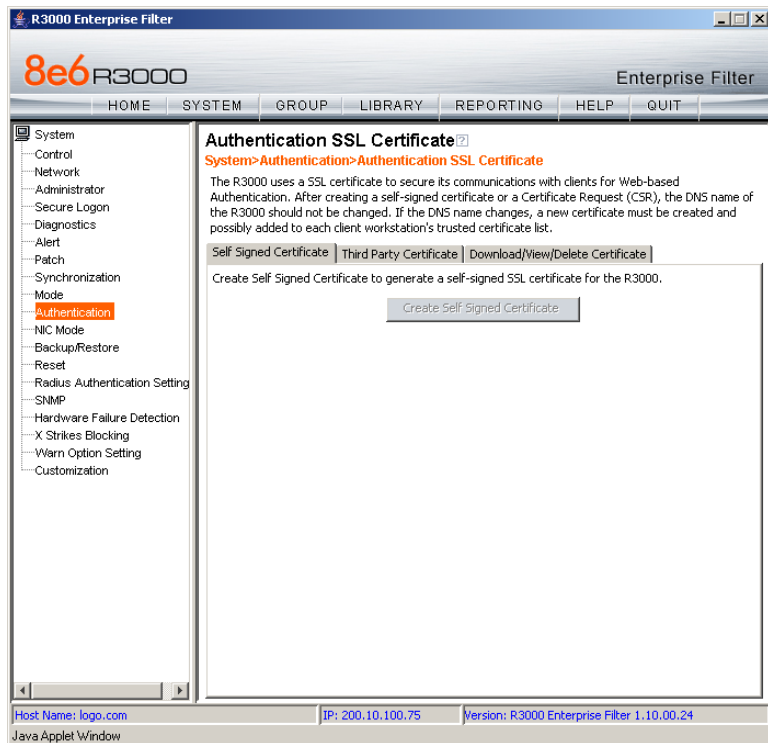 R3000 Enterprise Filter
8e6 R3000
Enterprise Filter
HOME SYSTEM GROUP LIBRARY REPORTING HELP QUIT
System
Control
Network
Administrator
Secure Logon
Diagnostics
Alert
Patch
Synchronization
Mode
Authentication
NIC Mode
Backup/Restore
Reset
Radius Authentication Setting
SNMP
Hardware Failure Detection
X Strikes Blocking
Warn Option Setting
Customization
Authentication SSL Certificate ?
System>Authentication>Authentication SSL Certificate
The R3000 uses a SSL certificate to secure its communications with clients for Web-based
Authentication. After creating a self-signed certificate or a Certificate Request (CSR), the DNS name of
the R3000 should not be changed. If the DNS name changes, a new certificate must be created and
possibly added to each client workstation's trusted certificate list.
Self Signed Certificate Third Party Certificate Download/View/Delete Certificate
Create Self Signed Certificate to generate a self-signed SSL certificate for the R3000.
Create Self Signed Certificate
Host Name: logo.com IP: 200.10.100.75 Version: R3000 Enterprise Filter 1.10.00.24
Java Applet Window